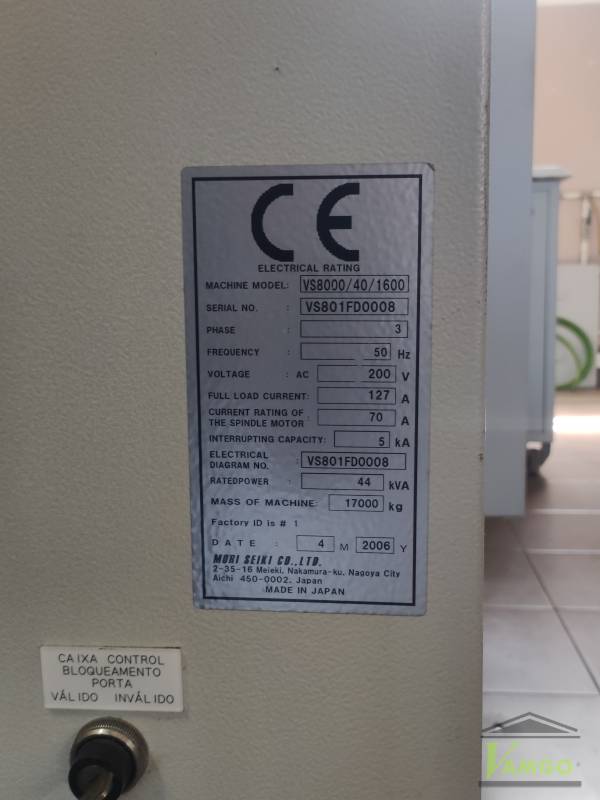 CE
ELECTRICAL RATING
MACHINE MODEL: VS8000/40/1600
SERIAL NO. : VS801FD0008
PHASE : 3
FREQUENCY : 50 Hz
VOLTAGE : AC 200 V
FULL LOAD CURRENT: 127 A
CURRENT RATING OF
THE SPINDLE MOTOR : 70 A
INTERRUPTING CAPACITY: 5 kA
ELECTRICAL
DIAGRAM NO. : VS801FD0008
RATEDPOWER : 44 kVA
MASS OF MACHINE: 17000 kg
Factory ID is # 1
DATE : 4 M 2006 Y
MORI SEIKI CO.,LTD.
2-35-16 Meieki, Nakamura-ku, Nagoya City
Aichi 450-0002, Japan
MADE IN JAPAN
CAIXA CONTROL
BLOQUEAMENTO
PORTA
VÁLIDO INVÁLIDO
VAMGO